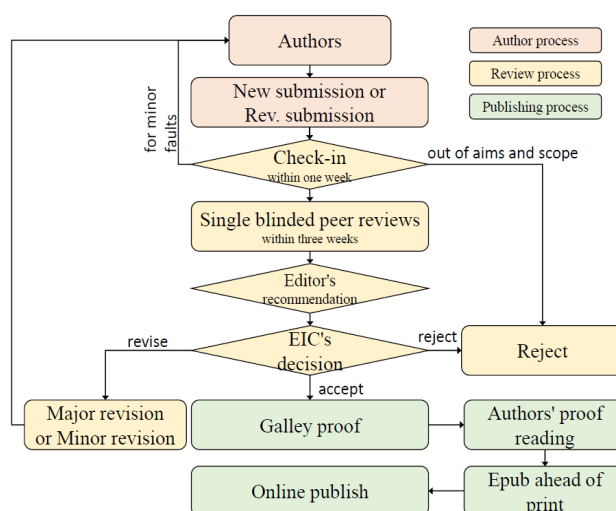 Authors
Author process
Review process
Publishing process
New submission or
Rev. submission
for minor
faults
Check-in
within one week
out of aims and scope
Single blinded peer reviews
within three weeks
Editor's
recommendation
revise
EIC's
decision
reject
Reject
accept
Major revision
or Minor revision
Galley proof
Authors' proof
reading
Online publish
Epub ahead of
print